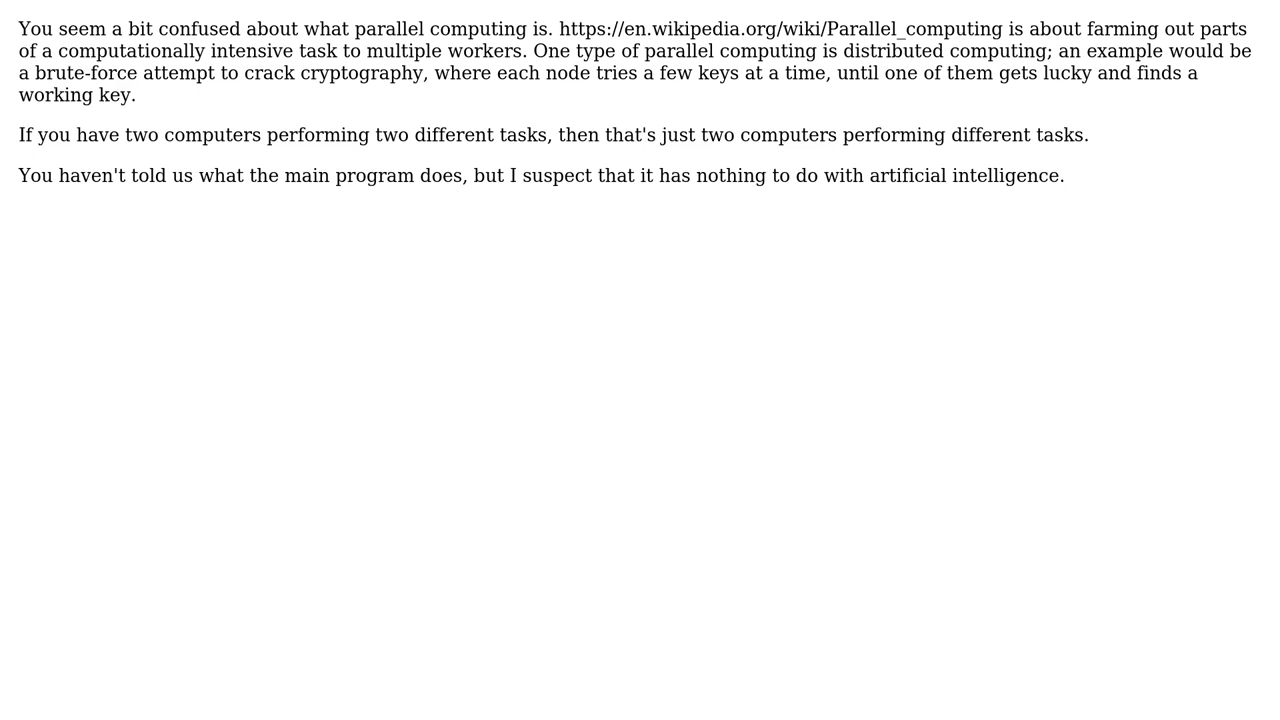 You seem a bit confused about what parallel computing is. https://en.wikipedia.org/wiki/Parallel_computing is about farming out parts
of a computationally intensive task to multiple workers. One type of parallel computing is distributed computing; an example would be
a brute-force attempt to crack cryptography, where each node tries a few keys at a time, until one of them gets lucky and finds a
working key.
If you have two computers performing two different tasks, then that's just two computers performing different tasks.
You haven't told us what the main program does, but I suspect that it has nothing to do with artificial intelligence.